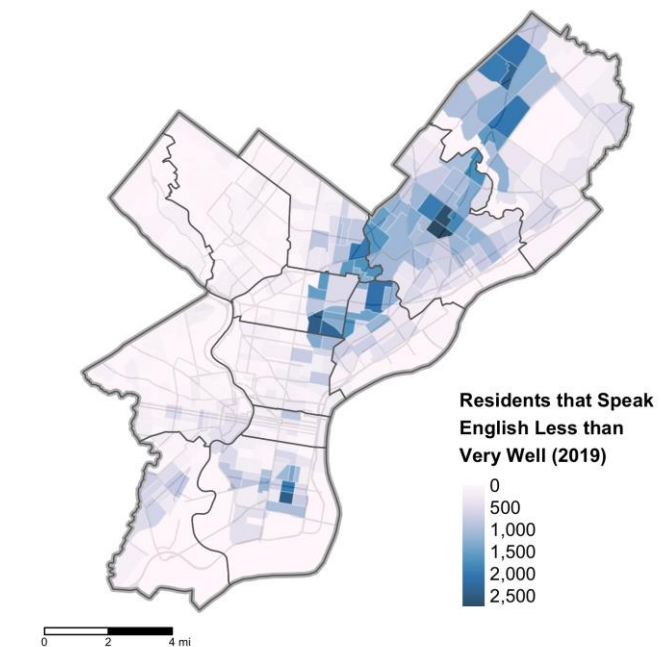 Residents that Speak
English Less than
Very Well (2019)
0
500
1,000
1,500
2,000
2,500
0 2 4 mi